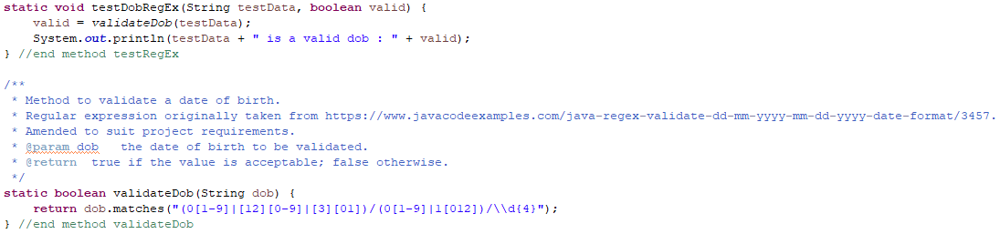 static void testDobRegEx(String testData, boolean valid) {
    valid = validateDob(testData);
    System.out.println(testData + " is a valid dob : " + valid);
} //end method testRegEx

/**
 * Method to validate a date of birth.
 * Regular expression originally taken from https://www.javacodeexamples.com/java-regex-validate-dd-mm-yyyy-mm-dd-yyyy-date-format/3457.
 * Amended to suit project requirements.
 * @param dob   the date of birth to be validated.
 * @return  true if the value is acceptable; false otherwise.
 */
static boolean validateDob(String dob) {
    return dob.matches("(0[1-9]|[12][0-9]|[3][01])/(0[1-9]|1[012])/\\d{4}");
} //end method validateDob